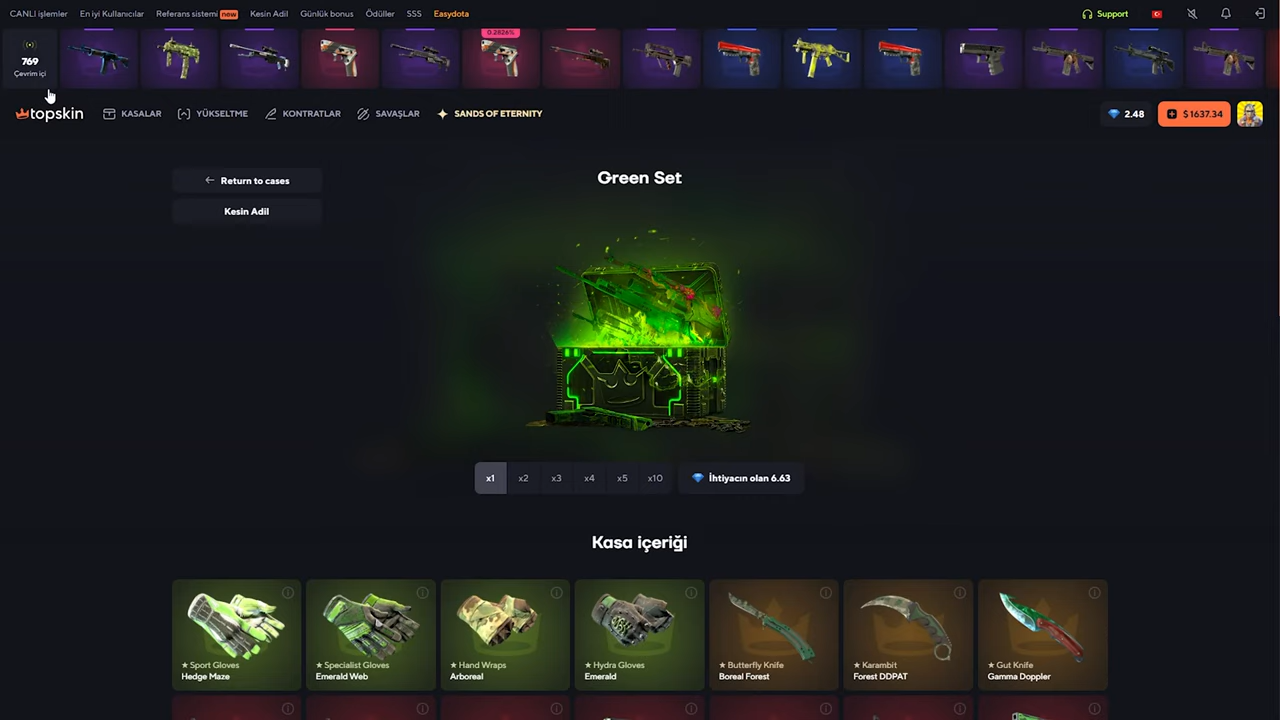 CANLI işlemler
En iyi Kullanıcılar
Referans sistemi new
Kesin Adil
Günlük bonus
Ödüller
SSS
Easydota
Support
769
Çevrim içi
0.2826%
topskin
KASALAR
YÜKSELTME
KONTRATLAR
SAVAŞLAR
SANDS OF ETERNITY
2.48
$ 1637.34
Return to cases
Kesin Adil
Green Set
x1
x2
x3
x4
x5
x10
İhtiyacın olan 6.63
Kasa içeriği
★ Sport Gloves
Hedge Maze
★ Specialist Gloves
Emerald Web
★ Hand Wraps
Arboreal
★ Hydra Gloves
Emerald
★ Butterfly Knife
Boreal Forest
★ Karambit
Forest DDPAT
★ Gut Knife
Gamma Doppler